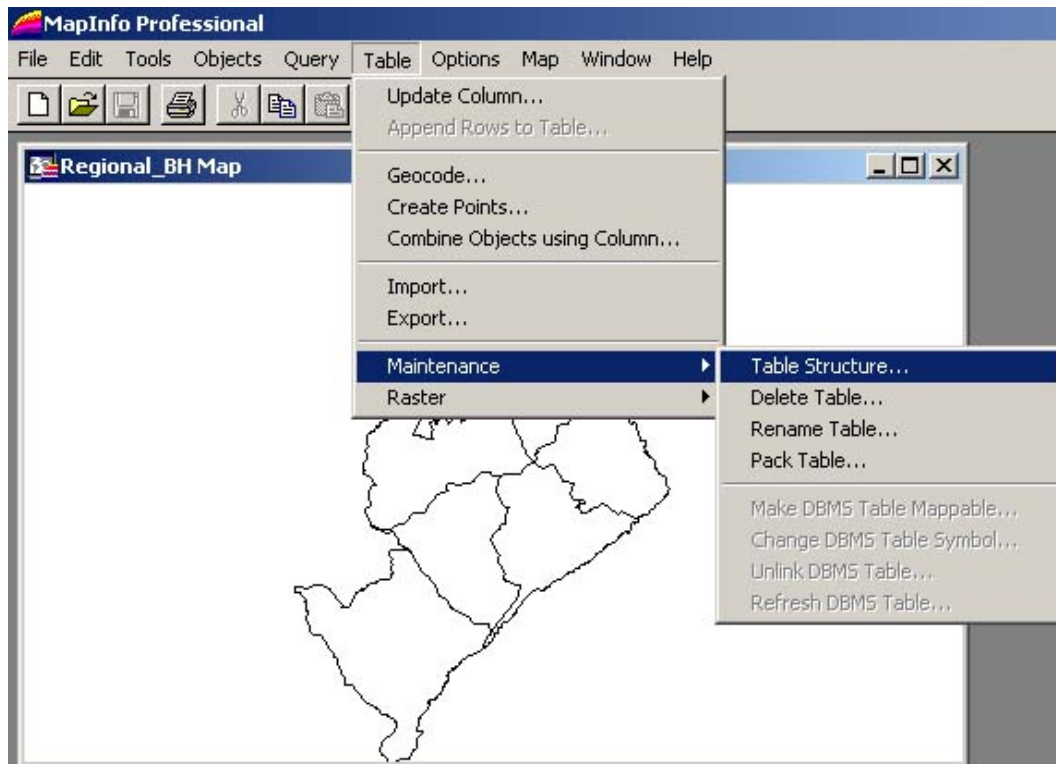 MapInfo Professional
File Edit Tools Objects Query Table Options Map Window Help
Regional_BH Map
Update Column...
Append Rows to Table...
Geocode...
Create Points...
Combine Objects using Column...
Import...
Export...
Maintenance
Raster
Table Structure...
Delete Table...
Rename Table...
Pack Table...
Make DBMS Table Mappable...
Change DBMS Table Symbol...
Unlink DBMS Table...
Refresh DBMS Table...